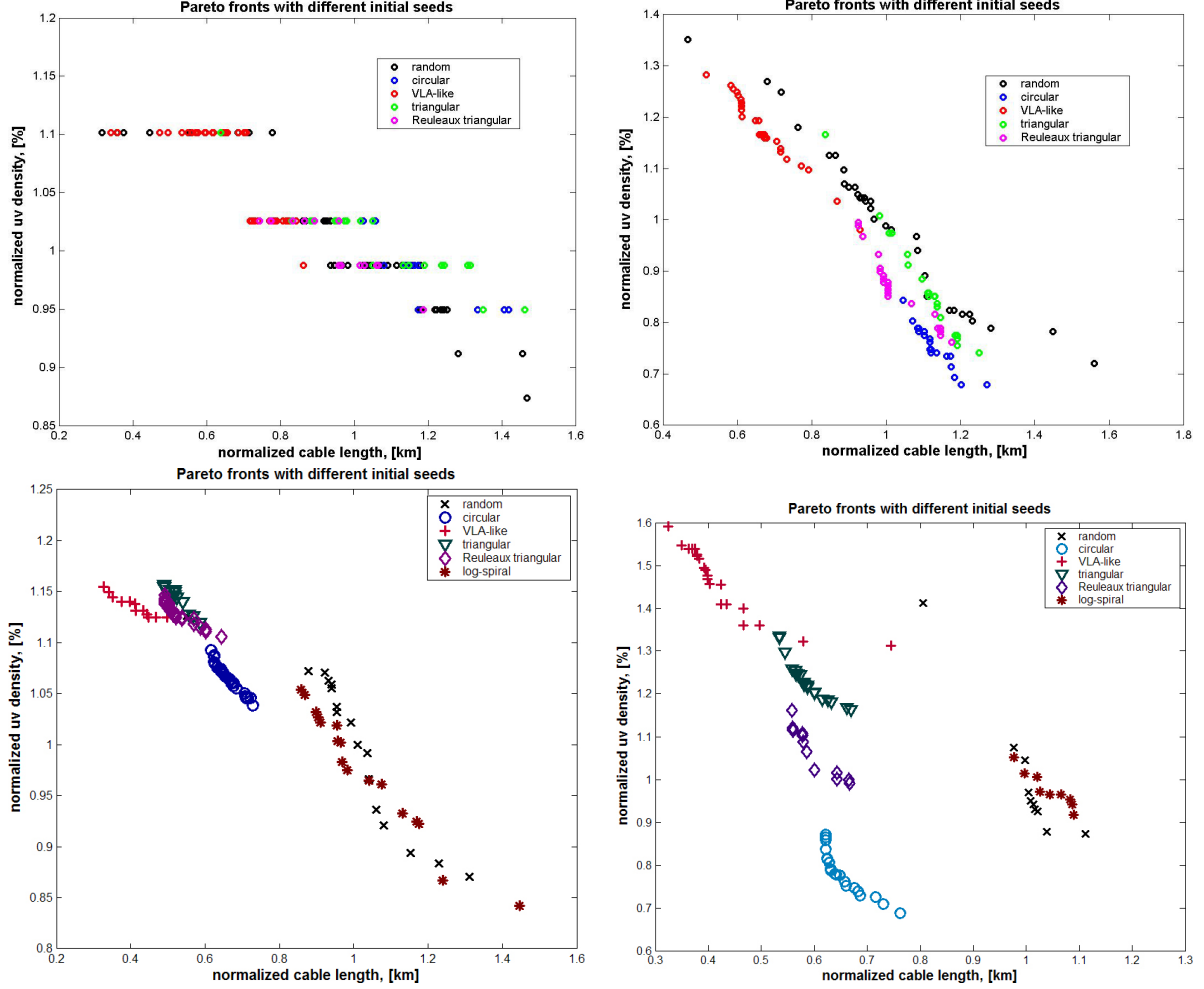 Pareto fronts with different initial seeds
1.2
1.15
1.1
1.05
1
0.95
0.9
0.85
normalized uv density, [%]
random
circular
VLA-like
triangular
Reuleaux triangular
0.2 0.4 0.6 0.8 1 1.2 1.4 1.6
normalized cable length, [km]
Pareto fronts with different initial seeds
1.4
1.3
1.2
1.1
1
0.9
0.8
0.7
0.6
normalized uv density, [%]
random
circular
VLA-like
triangular
Reuleaux triangular
0.4 0.6 0.8 1 1.2 1.4 1.6 1.8
normalized cable length, [km]
Pareto fronts with different initial seeds
1.25
1.2
1.15
1.1
1.05
1
0.95
0.9
0.85
0.8
normalized uv density, [%]
random
circular
VLA-like
triangular
Reuleaux triangular
log-spiral
0.2 0.4 0.6 0.8 1 1.2 1.4 1.6
normalized cable length, [km]
Pareto fronts with different initial seeds
1.6
1.5
1.4
1.3
1.2
1.1
1
0.9
0.8
0.7
0.6
normalized uv density, [%]
random
circular
VLA-like
triangular
Reuleaux triangular
log-spiral
0.3 0.4 0.5 0.6 0.7 0.8 0.9 1 1.1 1.2 1.3
normalized cable length, [km]